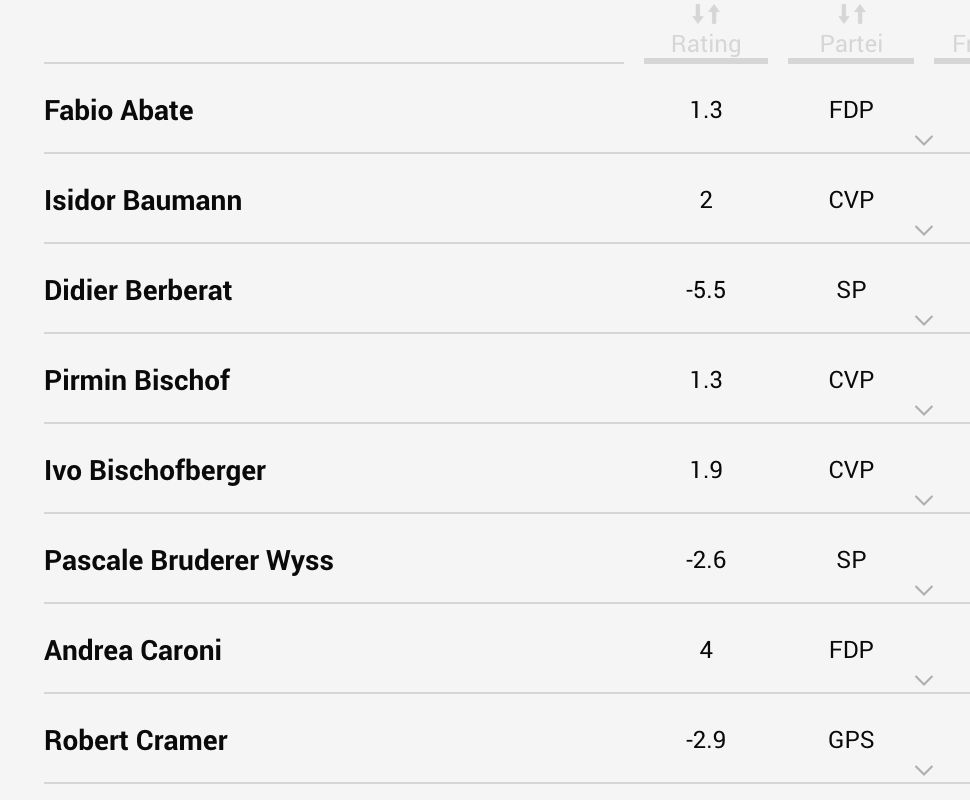 Rating Partei
Fabio Abate 1.3 FDP
Isidor Baumann 2 CVP
Didier Berberat -5.5 SP
Pirmin Bischof 1.3 CVP
Ivo Bischofberger 1.9 CVP
Pascale Bruderer Wyss -2.6 SP
Andrea Caroni 4 FDP
Robert Cramer -2.9 GPS